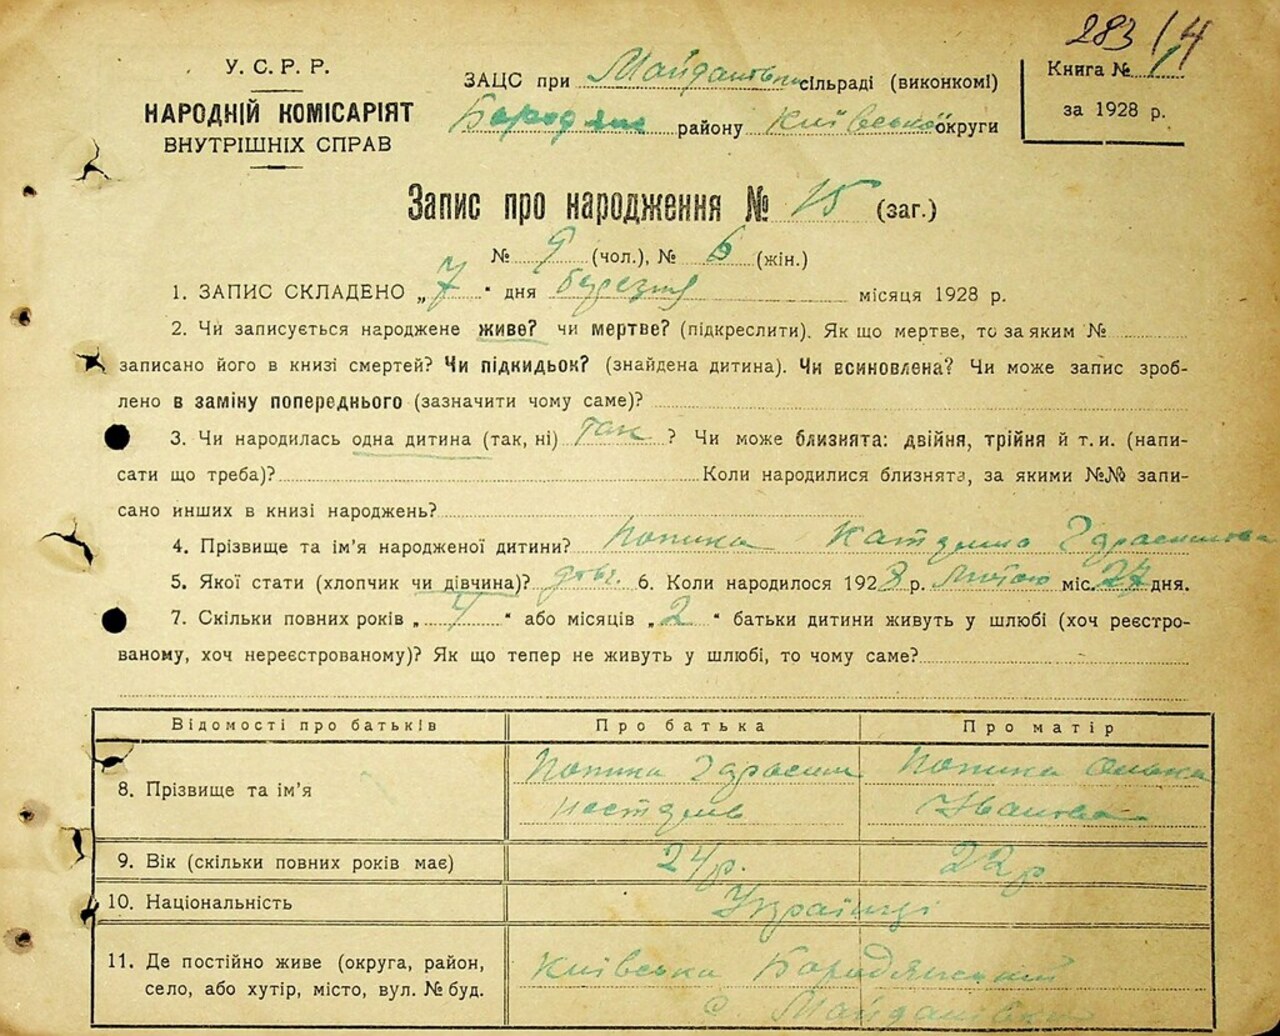 283 14
У. С. Р. Р.
НАРОДНІЙ КОМІСАРІЯТ
ВНУТРІШНІХ СПРАВ
ЗАЦС при Майданівській сільраді (виконкомі)
Бородянс району Київської округи
Книга № 1
за 1928 р.
Запис про народження № 15 (заг.)
№ 9 (чол.), № 6 (жін.)
1. ЗАПИС СКЛАДЕНО „7“ дня березня місяця 1928 р.
2. Чи записується народжене живе? чи мертве? (підкреслити). Як що мертве, то за яким №
записано його в книзі смертей? Чи підкидьок? (знайдена дитина). Чи всиновлена? Чи може запис зроб-
лено в заміну попереднього (зазначити чому саме)?
3. Чи народилась одна дитина (так, ні) так ? Чи може близнята: двійня, трійня й т. и. (напи-
сати що треба)? Коли народилися близнята, за якими №№ запи-
сано инших в книзі народжень?
4. Прізвище та ім’я народженої дитини? Катерина
5. Якої стати (хлопчик чи дівчина)? дівч. 6. Коли народилося 1928 р. Лютого міс. 27 дня.
7. Скільки повних років „4“ або місяців „2“ батьки дитини живуть у шлюбі (хоч реєстро-
ваному, хоч нереєстрованому)? Як що тепер не живуть у шлюбі, то чому саме?
Відомості про батьків Про батька Про матір
8. Прізвище та ім’я
Іванова
9. Вік (скільки повних років має) 24 р. 22 р
10. Національність Українці
11. Де постійно живе (округа, район, Київська Бородянський
село, або хутір, місто, вул. № буд. с. Майданівка